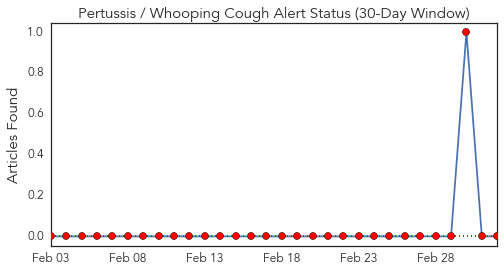 Pertussis / Whooping Cough Alert Status (30-Day Window)
Articles Found
1.0
0.8
0.6
0.4
0.2
0.0
Feb 03 Feb 08 Feb 13 Feb 18 Feb 23 Feb 28